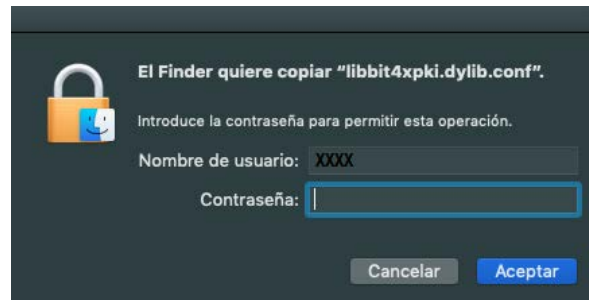 El Finder quiere copiar “libbit4xpki.dylib.conf”.
Introduce la contraseña para permitir esta operación.
Nombre de usuario: XXXX
Contraseña:
Cancelar Aceptar